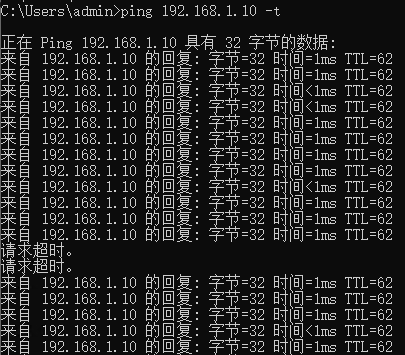 C:\Users\admin>ping 192.168.1.10 -t
正在 Ping 192.168.1.10 具有 32 字节的数据:
来自 192.168.1.10 的回复: 字节=32 时间=1ms TTL=62
来自 192.168.1.10 的回复: 字节=32 时间=1ms TTL=62
来自 192.168.1.10 的回复: 字节=32 时间<1ms TTL=62
来自 192.168.1.10 的回复: 字节=32 时间<1ms TTL=62
来自 192.168.1.10 的回复: 字节=32 时间=1ms TTL=62
来自 192.168.1.10 的回复: 字节=32 时间=1ms TTL=62
来自 192.168.1.10 的回复: 字节=32 时间=1ms TTL=62
来自 192.168.1.10 的回复: 字节=32 时间=1ms TTL=62
来自 192.168.1.10 的回复: 字节=32 时间<1ms TTL=62
来自 192.168.1.10 的回复: 字节=32 时间=1ms TTL=62
来自 192.168.1.10 的回复: 字节=32 时间=1ms TTL=62
来自 192.168.1.10 的回复: 字节=32 时间=1ms TTL=62
请求超时。
请求超时。
来自 192.168.1.10 的回复: 字节=32 时间=1ms TTL=62
来自 192.168.1.10 的回复: 字节=32 时间=1ms TTL=62
来自 192.168.1.10 的回复: 字节=32 时间=1ms TTL=62
来自 192.168.1.10 的回复: 字节=32 时间<1ms TTL=62
来自 192.168.1.10 的回复: 字节=32 时间=1ms TTL=62